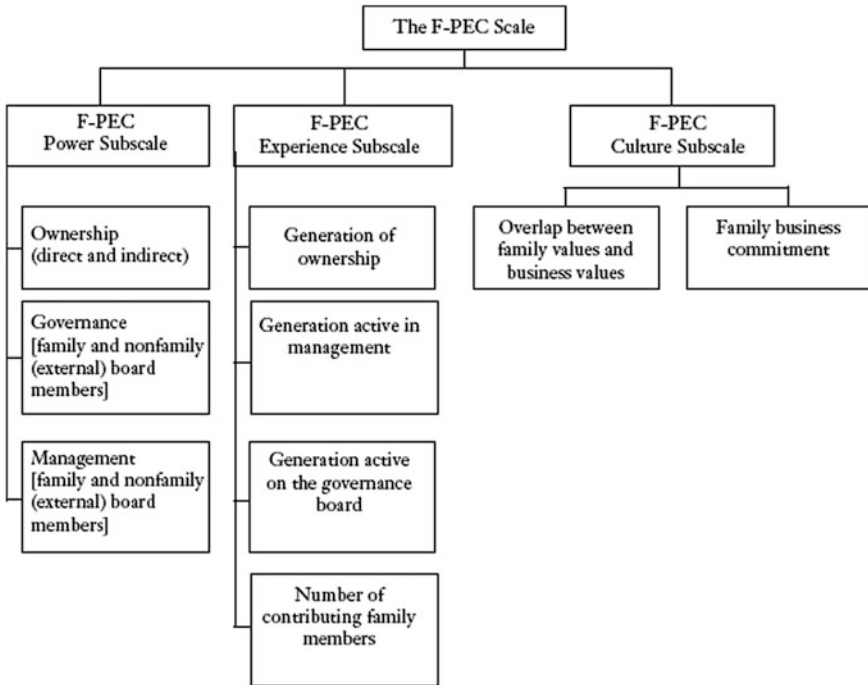 The F-PEC Scale
F-PEC
Power Subscale
Ownership
(direct and indirect)
Governance
[family and nonfamily
(external) board
members]
Management
[family and nonfamily
(external) board
members]
F-PEC
Experience Subscale
Generation of
ownership
Generation active in
management
Generation active
on the governance
board
Number of
contributing family
members
F-PEC
Culture Subscale
Overlap between
family values and
business values
Family business
commitment